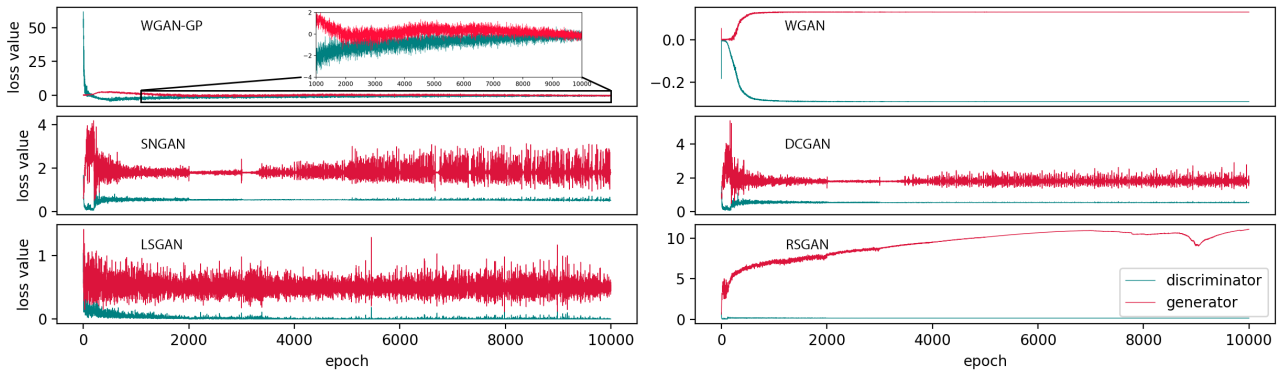 loss value
50
25
0
WGAN-GP
2
0
−2
−4
1000 2000 3000 4000 5000 6000 7000 8000 9000 10000
0.0
−0.2
WGAN
loss value
4
2
0
SNGAN
4
2
0
DCGAN
loss value
1
0
LSGAN
0 2000 4000 6000 8000 10000
epoch
10
5
0
RSGAN
discriminator
generator
0 2000 4000 6000 8000 10000
epoch